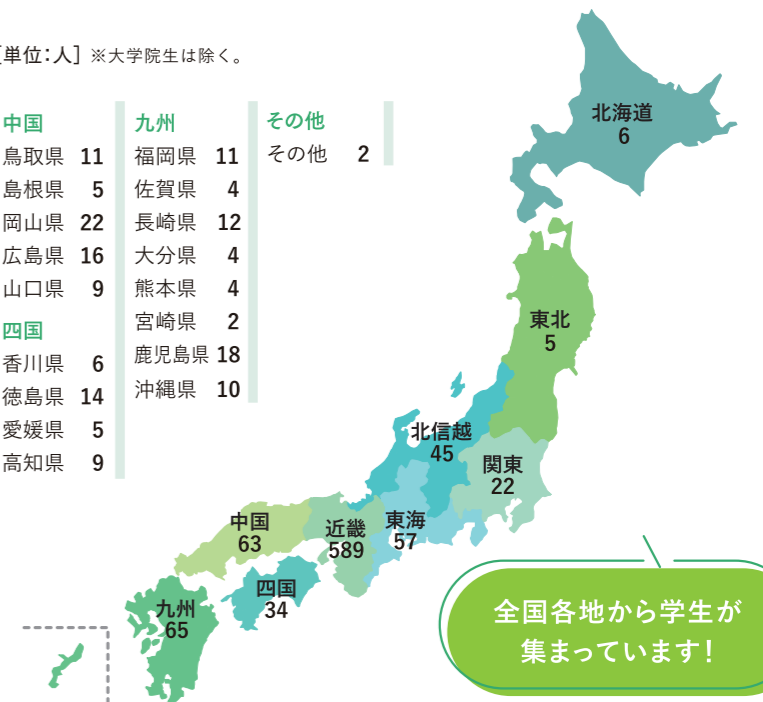 [単位:人] ※大学院生は除く。
中国
鳥取県 11
島根県 5
岡山県 22
広島県 16
山口県 9
四国
香川県 6
徳島県 14
愛媛県 5
高知県 9
九州
福岡県 11
佐賀県 4
長崎県 12
大分県 4
熊本県 4
宮崎県 2
鹿児島県 18
沖縄県 10
その他
その他 2
北海道
6
東北
5
北信越
45
関東
22
東海
57
近畿
589
中国
63
四国
34
九州
65
全国各地から学生が
集まっています!